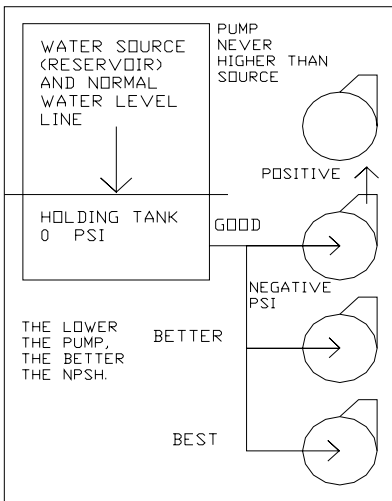 WATER SOURCE
(RESERVOIR)
AND NORMAL
WATER LEVEL
LINE
PUMP
NEVER
HIGHER THAN
SOURCE
POSITIVE
HOLDING TANK
0 PSI
GOOD
NEGATIVE
PSI
THE LOWER
THE PUMP,
THE BETTER
THE NPSH.
BETTER
BEST